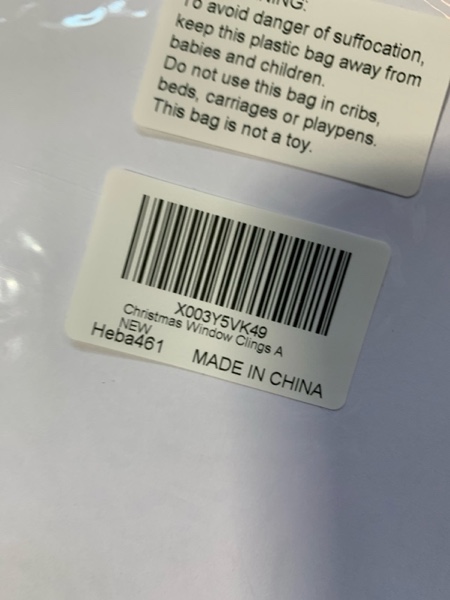 To avoid danger of suffocation,
keep this plastic bag away from
babies and children.
Do not use this bag in cribs,
beds, carriages or playpens.
This bag is not a toy.
X003Y5VK49
Christmas Window Clings A
NEW
Heba461
MADE IN CHINA